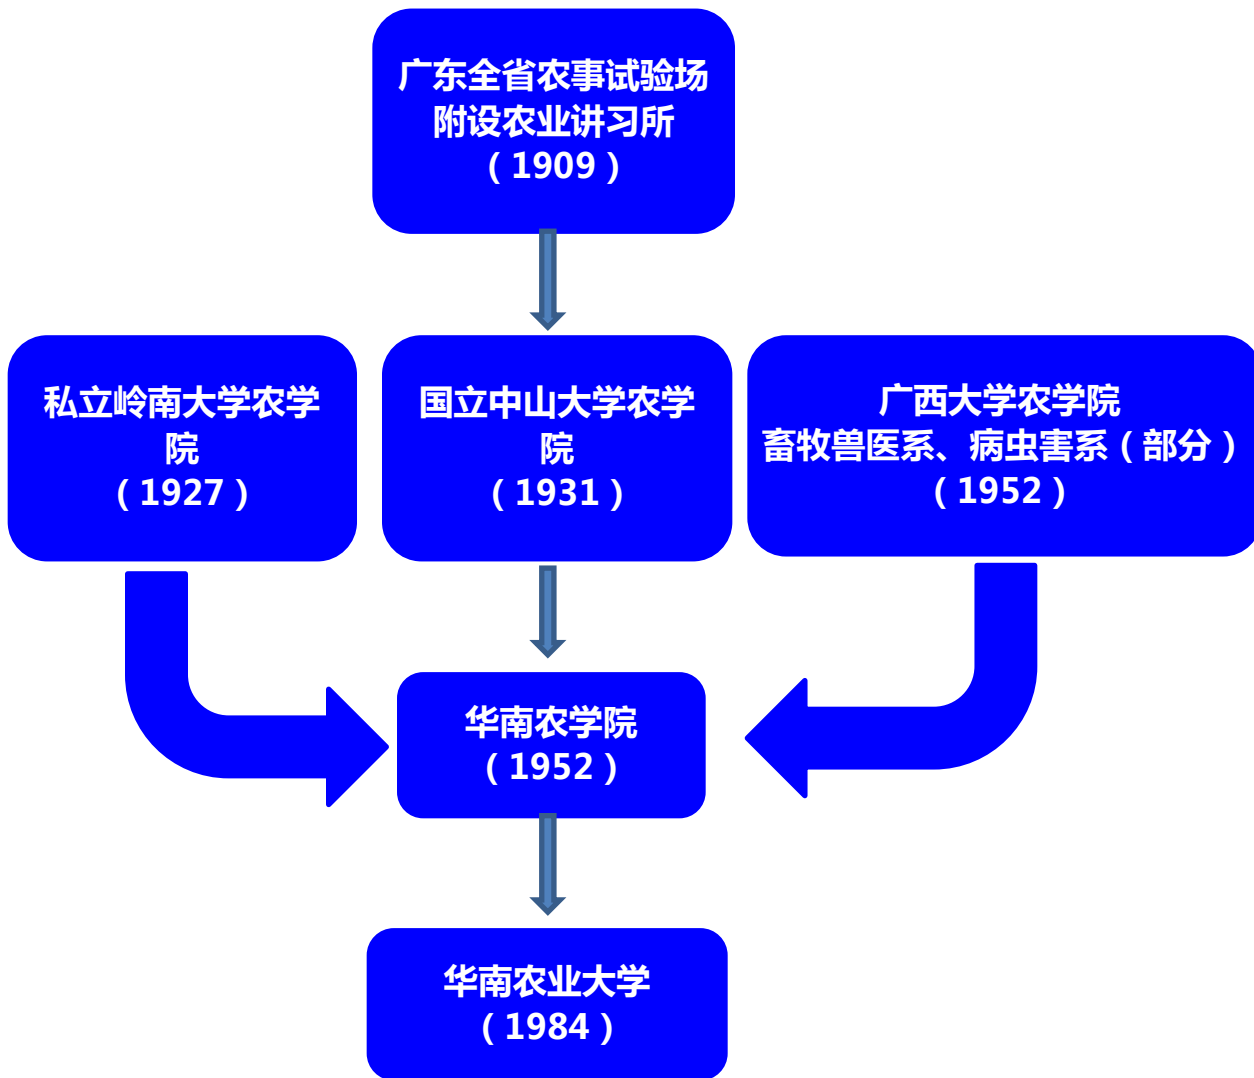 广东全省农事试验场
附设农业讲习所
（1909）
私立岭南大学农学
院
（1927）
国立中山大学农学
院
（1931）
广西大学农学院
畜牧兽医系、病虫害系（部分）
（1952）
华南农学院
（1952）
华南农业大学
（1984）